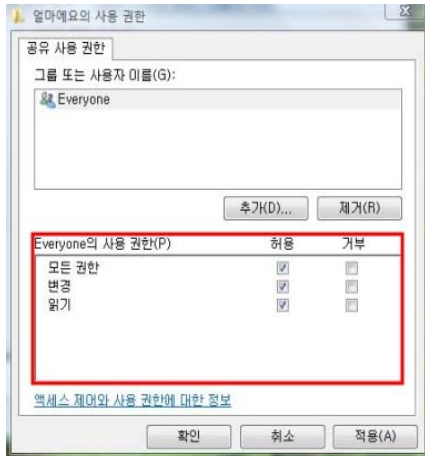 얼마에요의 사용 권한
공유 사용 권한
그룹 또는 사용자 이름(G):
Everyone
추가(D)... 제거(R)
Everyone의 사용 권한(P) 허용 거부
모든 권한
변경
읽기
액세스 제어와 사용 권한에 대한 정보
확인 취소 적용(A)